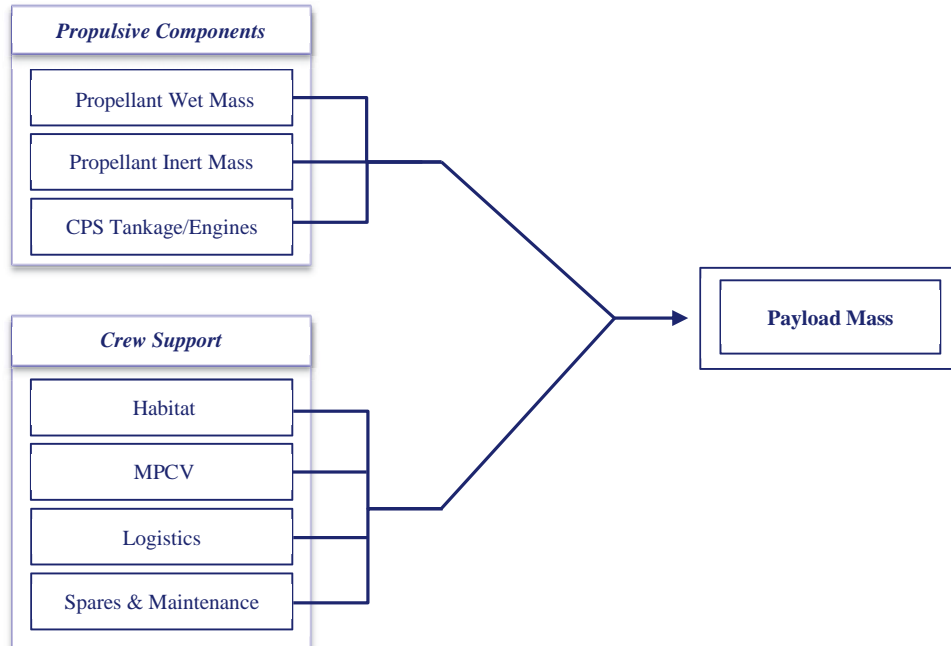 Propulsive Components
Propellant Wet Mass
Propellant Inert Mass
CPS Tankage/Engines
Crew Support
Habitat
MPCV
Logistics
Spares & Maintenance
Payload Mass